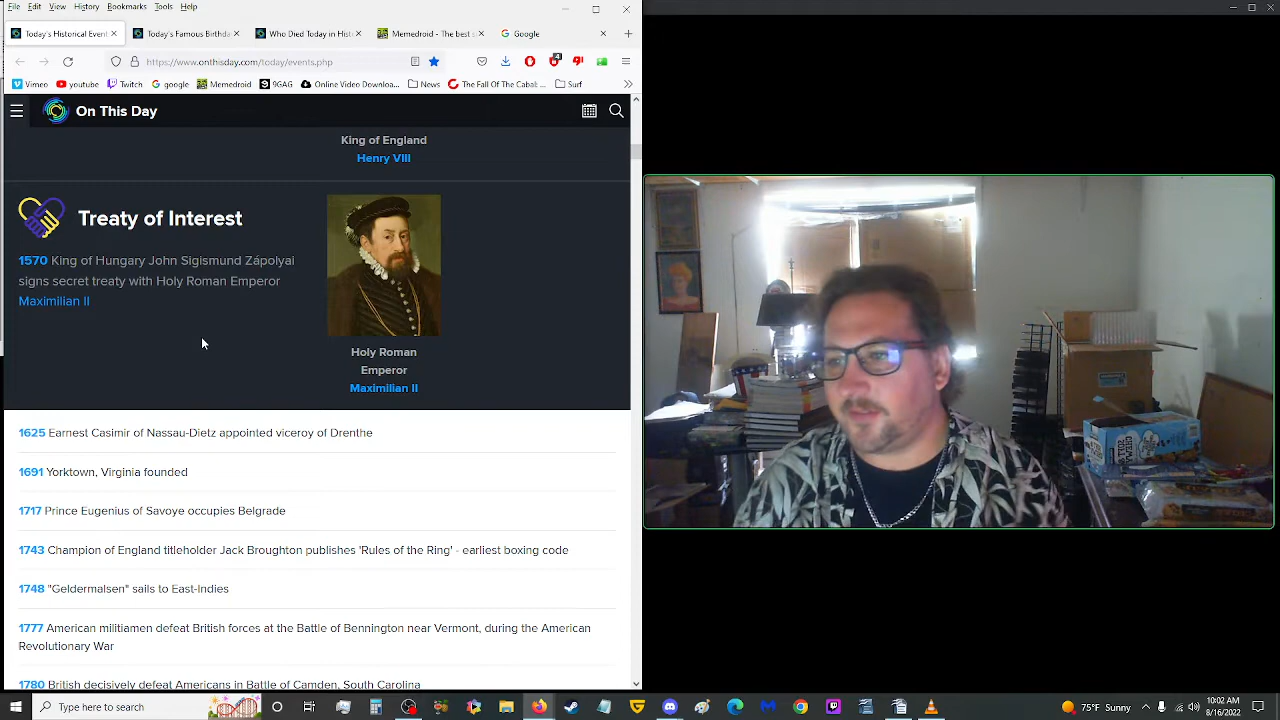 File Edit View History Bookmarks Tools Help
Today's Historical Event
Today's Famous Birthda
Who Died Today in Hist
Memedroid - The best s
Google
https://www.onthisday.com/today/events.php
Vimeo
youtube
Twitch
google
Memedroid
9GAG
Online Video Downloa
News
The Fall Of The Cabal
Surf
On This Day
King of England
Henry VIII
Treaty of Interest
1570 King of Hungary John Sigismund Zápolyai
signs secret treaty with Holy Roman Emperor
Maximilian II
Holy Roman
Emperor
Maximilian II
1625 Earnest Casimir of Nassau-Dietz appointed viceroy of Drenthe
1691 Yorktown, Virginia founded
1717 Prince Eugenius of Savoye occupies Belgrade
1743 Champion of England titleholder Jack Broughton publishes 'Rules of the Ring' - earliest boxing code
1748 "Geldermalsen" sails to East-Indies
1777 American militiamen defeat British forces at the Battle of Bennington near Vermont, during the American
Revolutionary War
1780 British decisively defeat Americans in Battle of Camden, South Carolina
Type here to search
75°F Sunny
10:02 AM
8/16/2022